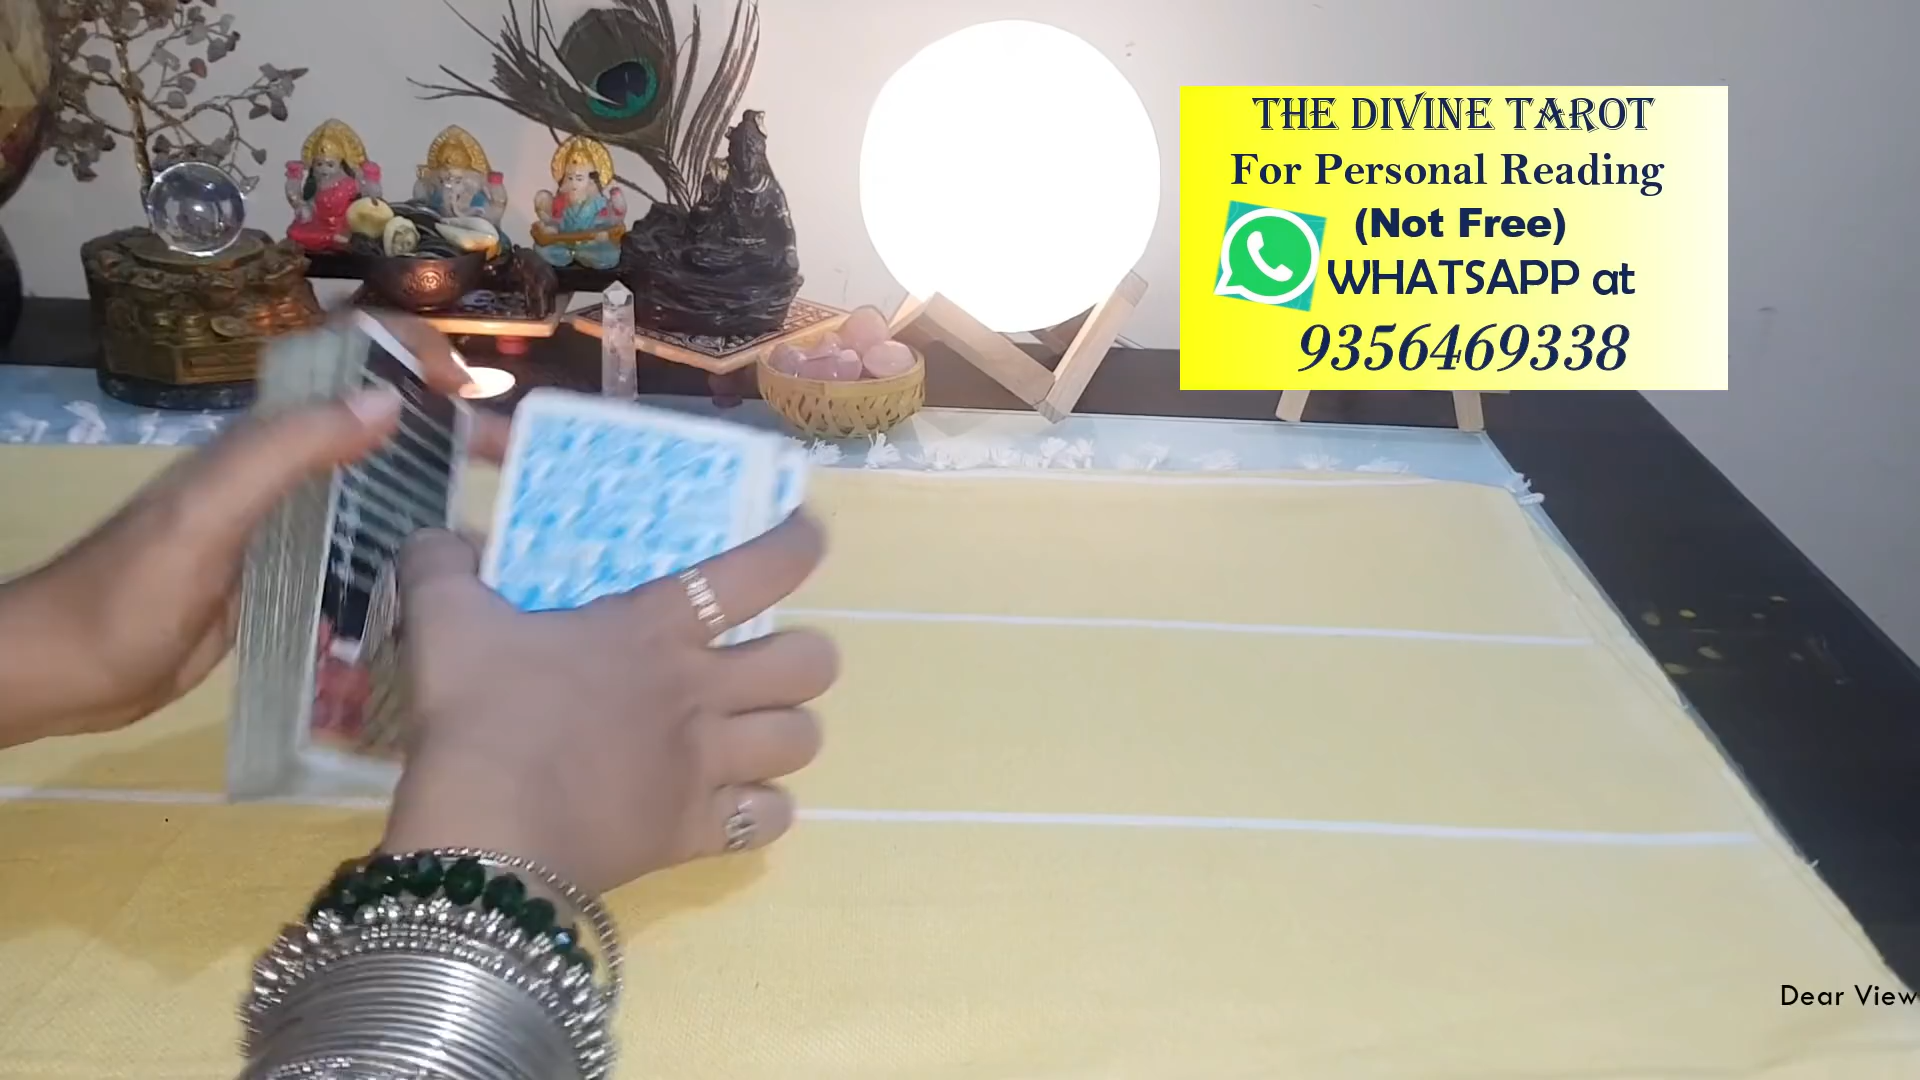 THE DIVINE TAROT
For Personal Reading
(Not Free)
WHATSAPP at
9356469338
Dear View